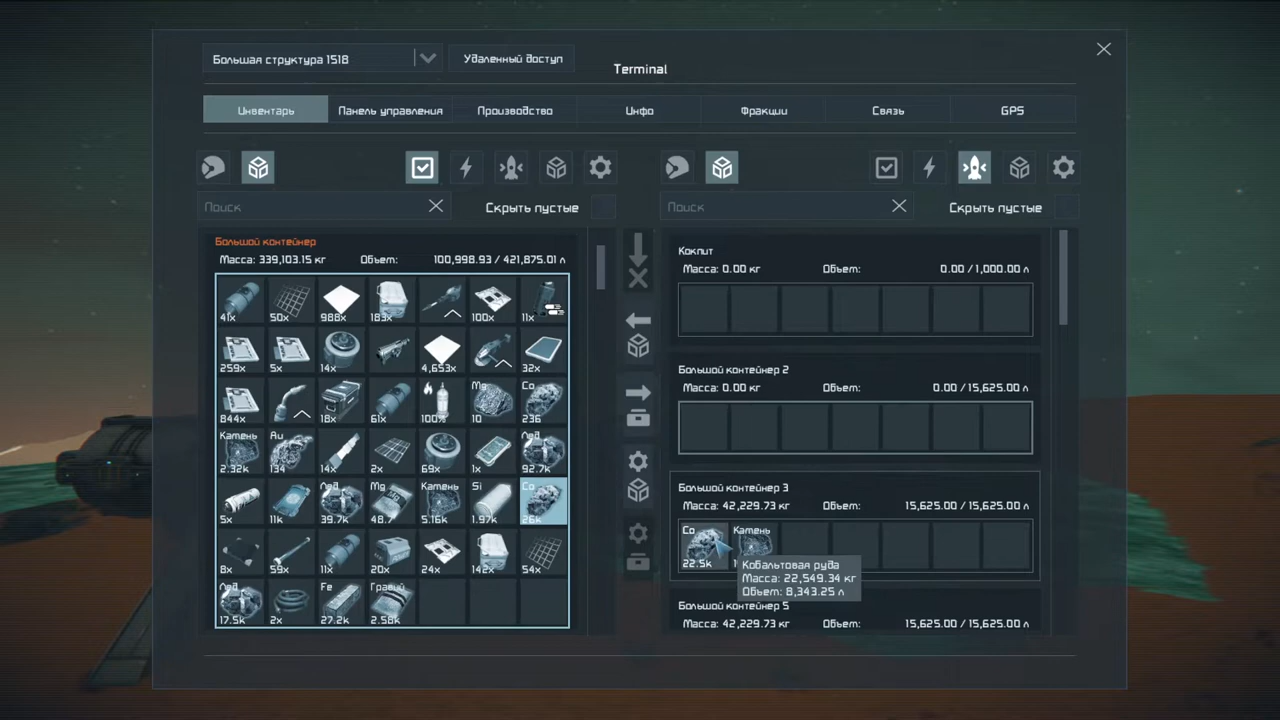 Большая структура 1518
Удаленный доступ
Terminal
Инвентарь
Панель управления
Производство
Инфо
Фракции
Связь
GPS
Поиск
Скрыть пустые
Поиск
Скрыть пустые
Большой контейнер
Масса: 339,103.15 кг Объем: 100,998.93 / 421,875.01 л
41x 50x 988x 183x 100x 11x
259x 5x 14x 4,653x 32x
Mg Co
844x 18x 61x 100% 10 236
Камень Au Лед
2.32k 134 14x 2x 69x 1x 92.7k
Лед Mg Камень Si Co
5x 11k 39.7k 48.7 5.16k 1.97k 26k
8x 59x 11x 20x 24x 142x 54x
Лед Fe Гравий
17.5k 2x 27.2k 2.58k
Кокпит
Масса: 0.00 кг Объем: 0.00 / 1,000.00 л
Большой контейнер 2
Масса: 0.00 кг Объем: 0.00 / 15,625.00 л
Большой контейнер 3
Масса: 42,229.73 кг Объем: 15,625.00 / 15,625.00 л
Co Камень
22.5k
Кобальтовая руда
Масса: 22,549.34 кг
Объем: 8,343.25 л
Большой контейнер 5
Масса: 42,229.73 кг Объем: 15,625.00 / 15,625.00 л